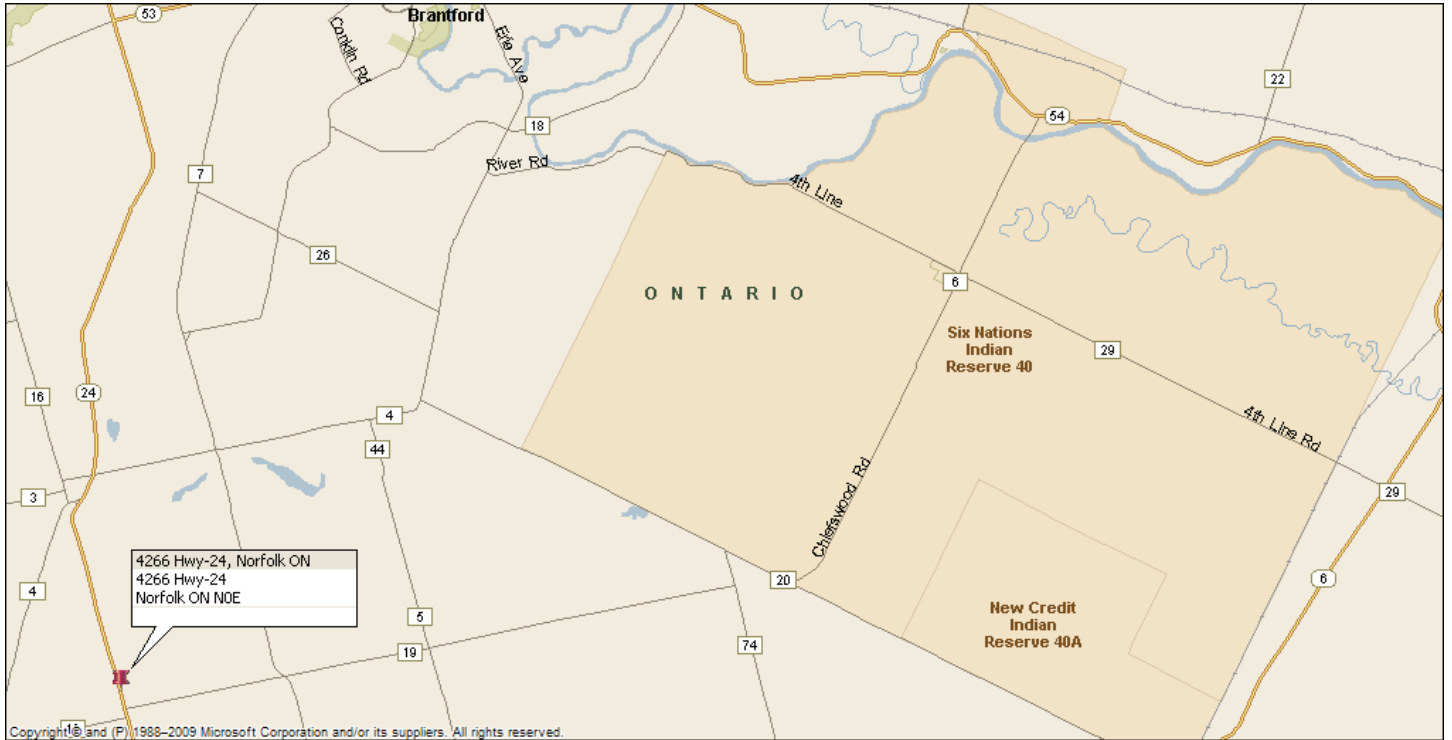 53
Brantford
Conklin Rd
Erie Ave
22
54
18
River Rd
7
4th Line
26
6
ONTARIO
Six Nations
Indian
Reserve 40
29
24
16
4
4th Line Rd
44
Chiefswood Rd
3
29
4266 Hwy-24, Norfolk ON
4266 Hwy-24
Norfolk ON N0E
20
6
4
5
New Credit
Indian
Reserve 40A
19
74
Copyright © and (P) 1988–2009 Microsoft Corporation and/or its suppliers. All rights reserved.